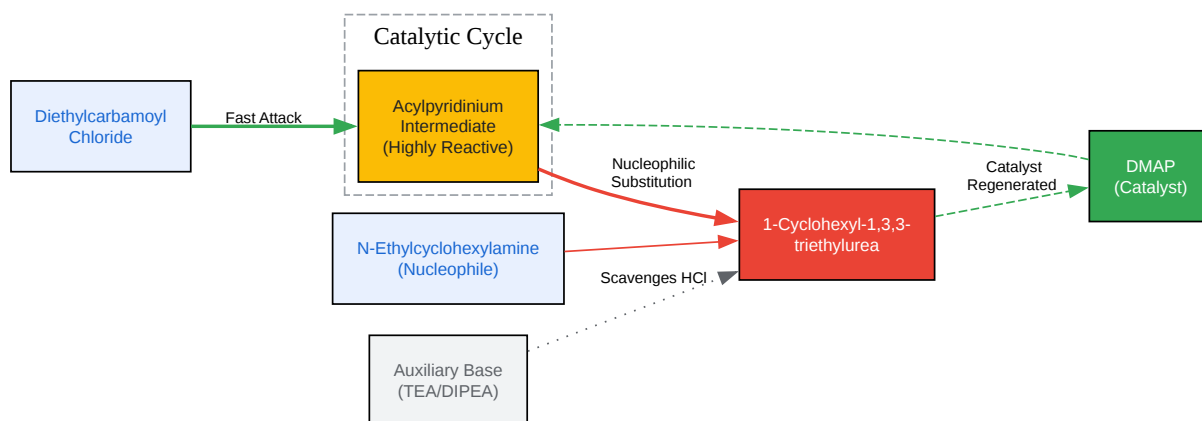 Catalytic Cycle
Diethylcarbamoyl
Chloride
Fast Attack
Acylpyridinium
Intermediate
(Highly Reactive)
Nucleophilic
Substitution
Catalyst
Regenerated
DMAP
(Catalyst)
N-Ethylcyclohexylamine
(Nucleophile)
1-Cyclohexyl-1,3,3-
triethylurea
Scavenges HCl
Auxiliary Base
(TEA/DIPEA)